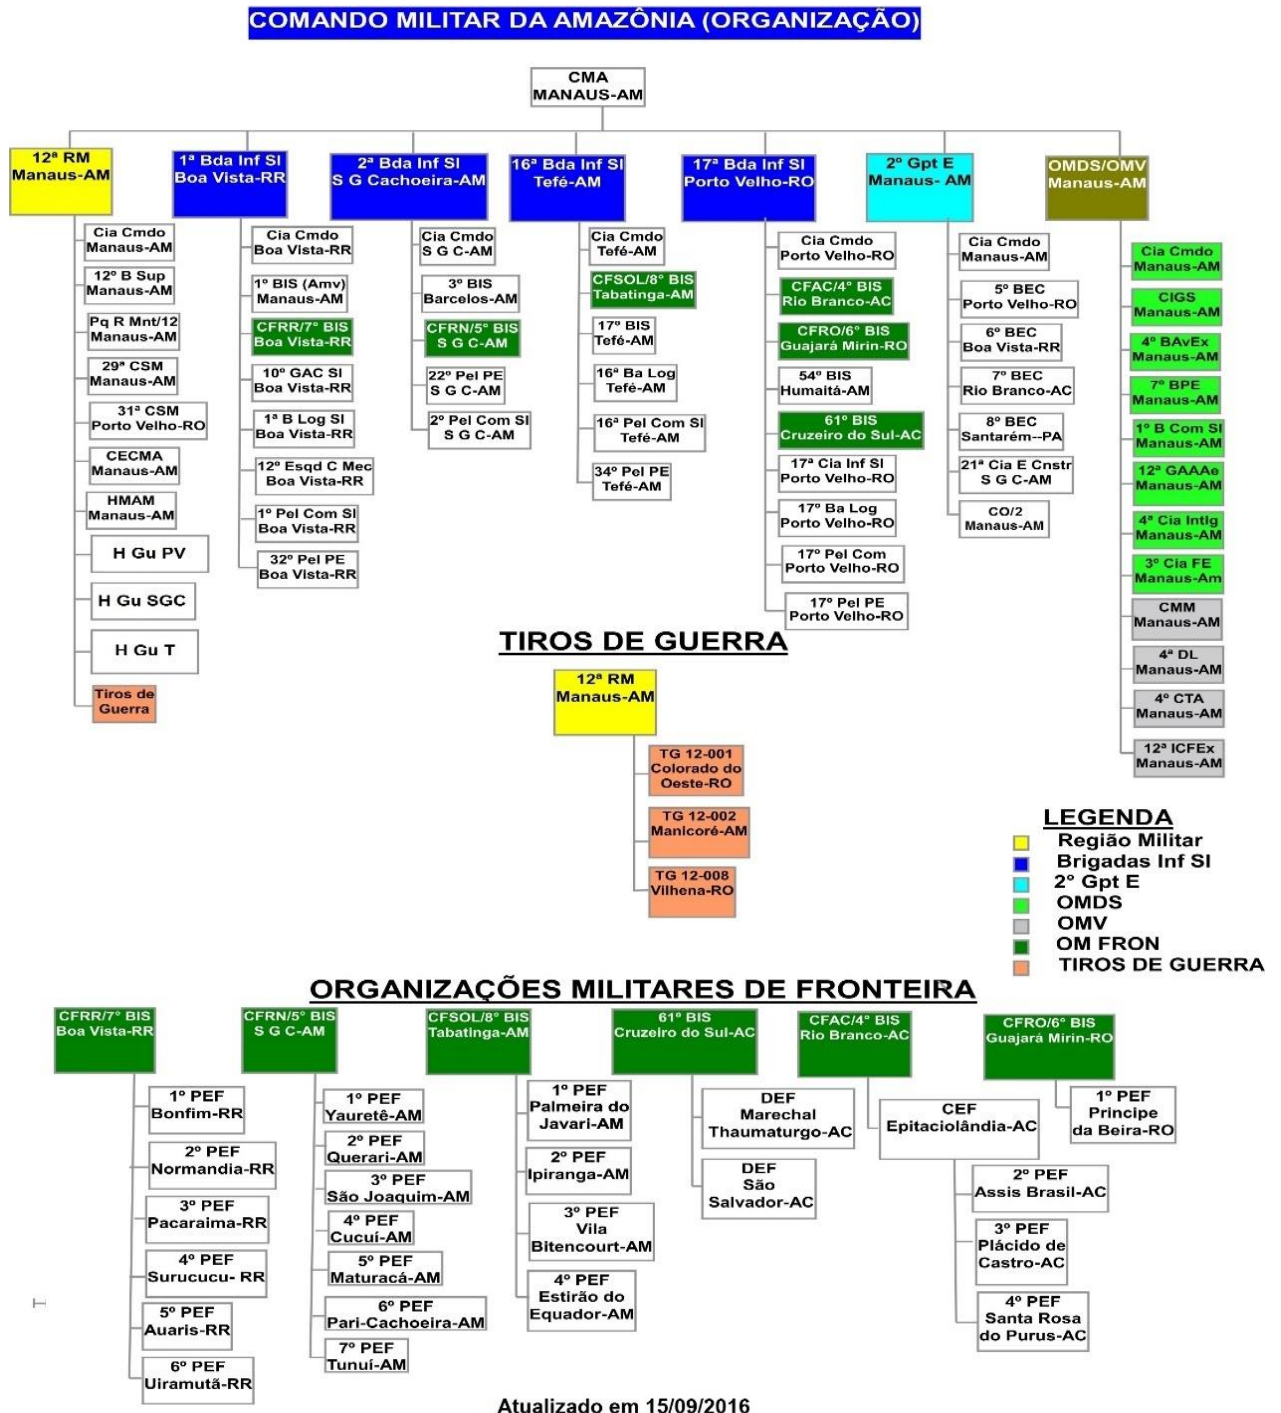 COMANDO MILITAR DA AMAZÔNIA (ORGANIZAÇÃO)
CMA
MANAUS-AM
12ª RM
Manaus-AM
Cia Cmdo
Manaus-AM
12º B Sup
Manaus-AM
Pq R Mnt/12
Manaus-AM
29ª CSM
Manaus-AM
31ª CSM
Porto Velho-RO
CECMA
Manaus-AM
HMAM
Manaus-AM
H Gu PV
H Gu SGC
H Gu T
Tiros de
Guerra
1ª Bda Inf SI
Boa Vista-RR
Cia Cmdo
Boa Vista-RR
1º BIS (Amv)
Manaus-AM
CFRR/7° BIS
Boa Vista-RR
10º GAC SI
Boa Vista-RR
1ª B Log SI
Boa Vista-RR
12º Esqd C Mec
Boa Vista-RR
1º Pel Com SI
Boa Vista-RR
32º Pel PE
Boa Vista-RR
2ª Bda Inf SI
S G Cachoeira-AM
Cia Cmdo
S G C-AM
3º BIS
Barcelos-AM
CFRN/5° BIS
S G C-AM
22º Pel PE
S G C-AM
2º Pel Com SI
S G C-AM
16ª Bda Inf SI
Tefé-AM
Cia Cmdo
Tefé-AM
CFSOL/8° BIS
Tabatinga-AM
17º BIS
Tefé-AM
16ª Ba Log
Tefé-AM
16ª Pel Com SI
Tefé-AM
34º Pel PE
Tefé-AM
17ª Bda Inf SI
Porto Velho-RO
Cia Cmdo
Porto Velho-RO
CFAC/4° BIS
Rio Branco-AC
CFRO/6° BIS
Guajará Mirin-RO
54º BIS
Humaitá-AM
61º BIS
Cruzeiro do Sul-AC
17ª Cia Inf SI
Porto Velho-RO
17º Ba Log
Porto Velho-RO
17º Pel Com
Porto Velho-RO
17º Pel PE
Porto Velho-RO
2º Gpt E
Manaus- AM
Cia Cmdo
Manaus-AM
5º BEC
Porto Velho-RO
6º BEC
Boa Vista-RR
7º BEC
Rio Branco-AC
8º BEC
Santarém--PA
21ª Cia E Cnstr
S G C-AM
CO/2
Manaus-AM
OMDS/OMV
Manaus-AM
Cia Cmdo
Manaus-AM
CIGS
Manaus-AM
4º BAvEx
Manaus-AM
7º BPE
Manaus-AM
1º B Com SI
Manaus-AM
12ª GAAAe
Manaus-AM
4ª Cia Intlg
Manaus-AM
3º Cia FE
Manaus-Am
CMM
Manaus-AM
4ª DL
Manaus-AM
4º CTA
Manaus-AM
12ª ICFEx
Manaus-AM
TIROS DE GUERRA
12ª RM
Manaus-AM
TG 12-001
Colorado do
Oeste-RO
TG 12-002
Manicoré-AM
TG 12-008
Vilhena-RO
LEGENDA
Região Militar
Brigadas Inf SI
2° Gpt E
OMDS
OMV
OM FRON
TIROS DE GUERRA
ORGANIZAÇÕES MILITARES DE FRONTEIRA
CFRR/7° BIS
Boa Vista-RR
1º PEF
Bonfim-RR
2º PEF
Normandia-RR
3º PEF
Pacaraima-RR
4º PEF
Surucucu- RR
5º PEF
Auaris-RR
6º PEF
Uiramutã-RR
CFRN/5° BIS
S G C-AM
1º PEF
Yauretê-AM
2º PEF
Querari-AM
3º PEF
São Joaquim-AM
4º PEF
Cucuí-AM
5º PEF
Maturacá-AM
6º PEF
Pari-Cachoeira-AM
7º PEF
Tunuí-AM
CFSOL/8° BIS
Tabatinga-AM
1º PEF
Palmeira do
Javari-AM
2º PEF
Ipiranga-AM
3º PEF
Vila
Bitencourt-AM
4º PEF
Estirão do
Equador-AM
61º BIS
Cruzeiro do Sul-AC
DEF
Marechal
Thaumaturgo-AC
DEF
São
Salvador-AC
CFAC/4° BIS
Rio Branco-AC
CEF
Epitaciolândia-AC
2º PEF
Assis Brasil-AC
3º PEF
Plácido de
Castro-AC
4º PEF
Santa Rosa
do Purus-AC
CFRO/6° BIS
Guajará Mirin-RO
1º PEF
Principe
da Beira-RO
Atualizado em 15/09/2016